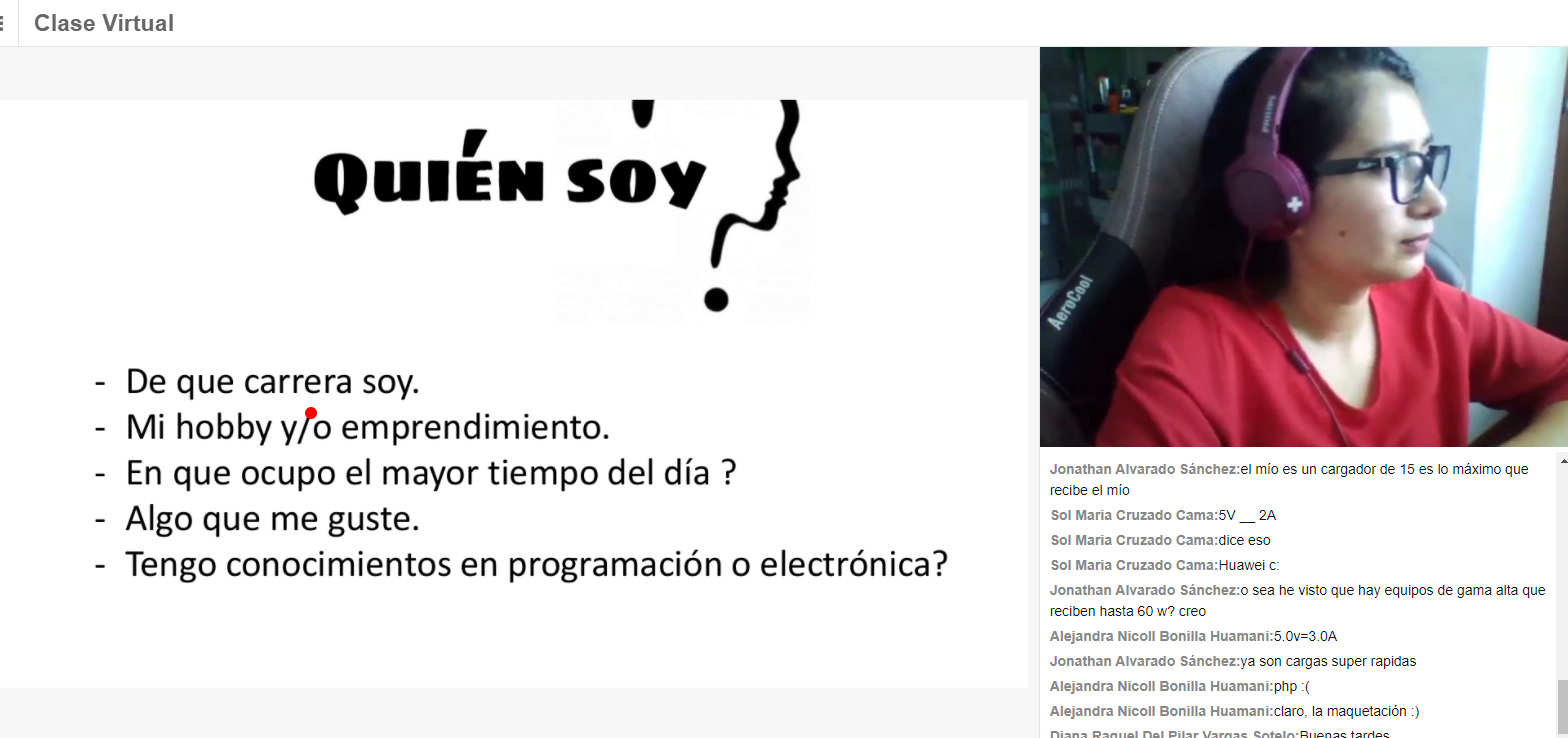 Clase Virtual
QUIÉN SOY
- De que carrera soy.
- Mi hobby y/o emprendimiento.
- En que ocupo el mayor tiempo del día ?
- Algo que me guste.
- Tengo conocimientos en programación o electrónica?
PHILIPS
AeroCool
Jonathan Alvarado Sánchez:el mío es un cargador de 15 es lo máximo que
recibe el mío
Sol Maria Cruzado Cama:5V __ 2A
Sol Maria Cruzado Cama:dice eso
Sol Maria Cruzado Cama:Huawei c:
Jonathan Alvarado Sánchez:o sea he visto que hay equipos de gama alta que
reciben hasta 60 w? creo
Alejandra Nicoll Bonilla Huamani:5.0v=3.0A
Jonathan Alvarado Sánchez:ya son cargas super rapidas
Alejandra Nicoll Bonilla Huamani:php :(
Alejandra Nicoll Bonilla Huamani:claro, la maquetación :)
Diana Raquel Del Pilar Vargas Sotelo:Buenas tardes